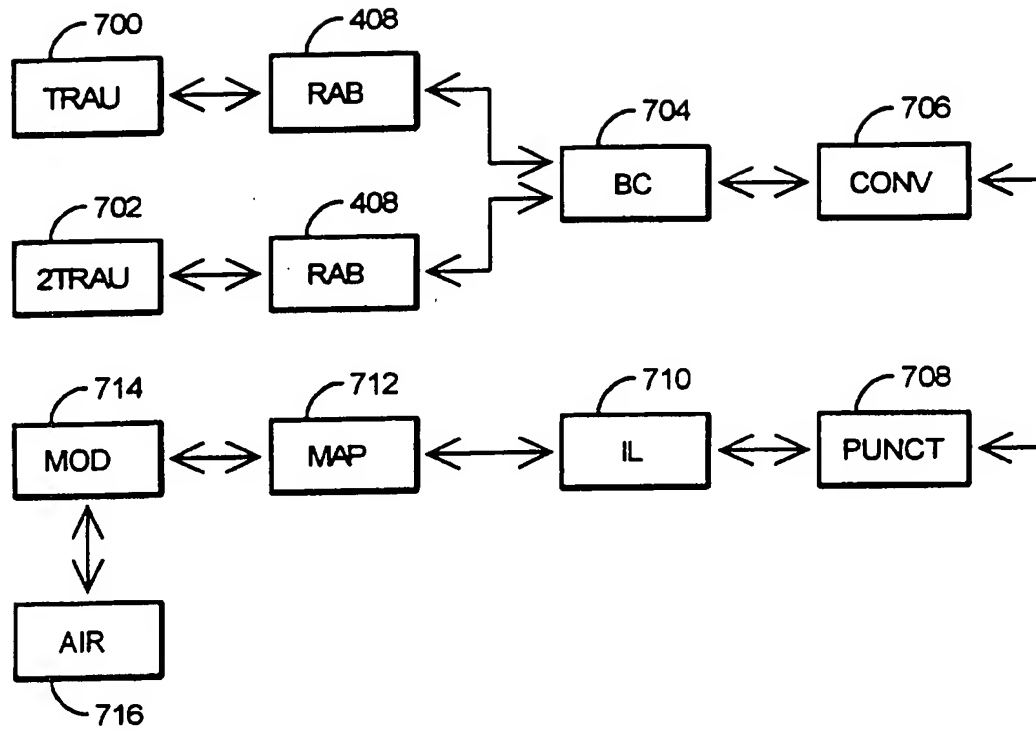 700
408
TRAU
RAB
704
706
BC
CONV
702
408
2TRAU
RAB
714
712
710
708
MOD
MAP
IL
PUNCT
AIR
716